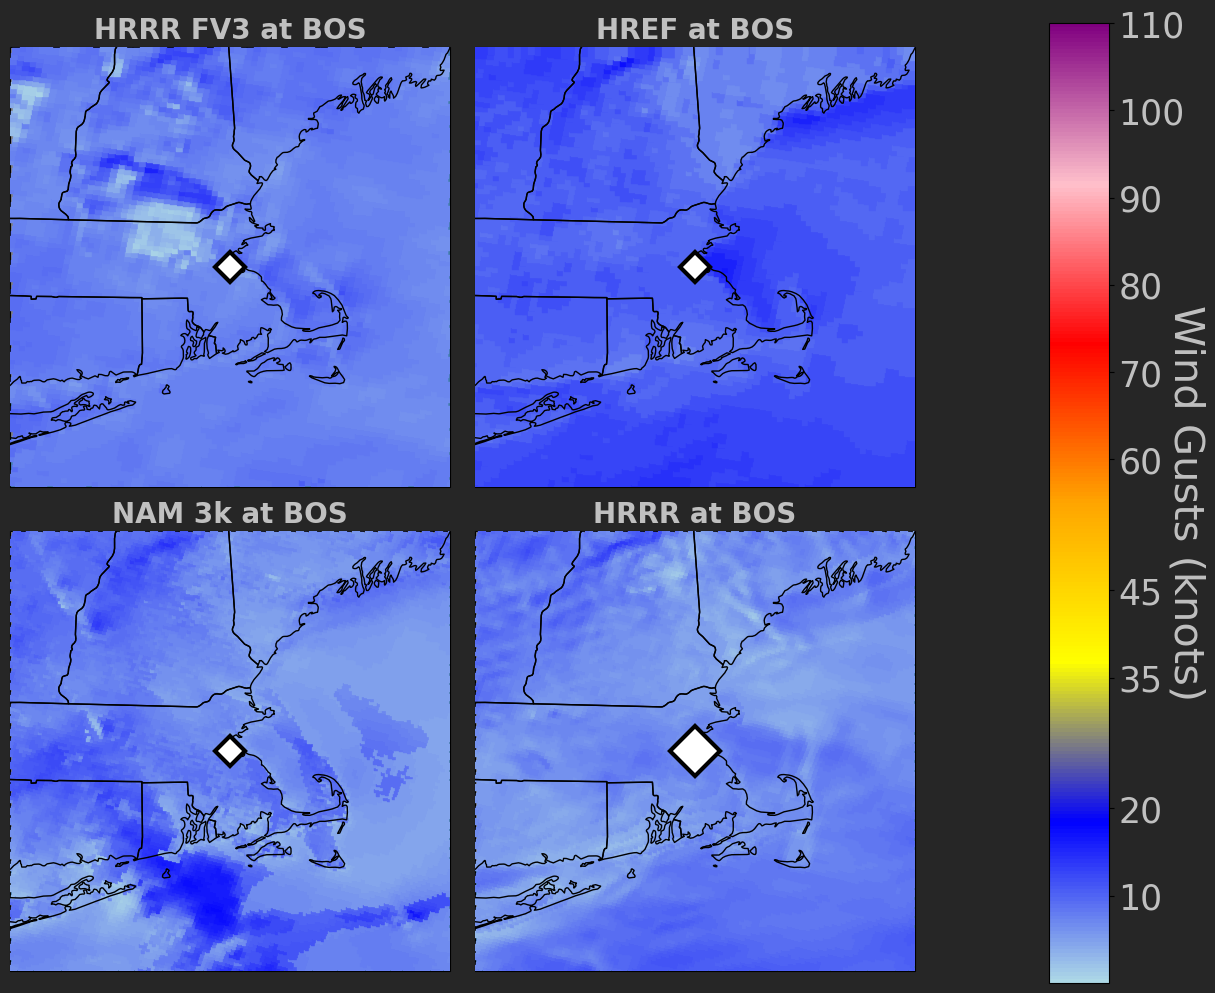 HRRR FV3 at BOS
HREF at BOS
NAM 3k at BOS
HRRR at BOS
110
100
90
80
70
60
45
35
20
10
Wind Gusts (knots)